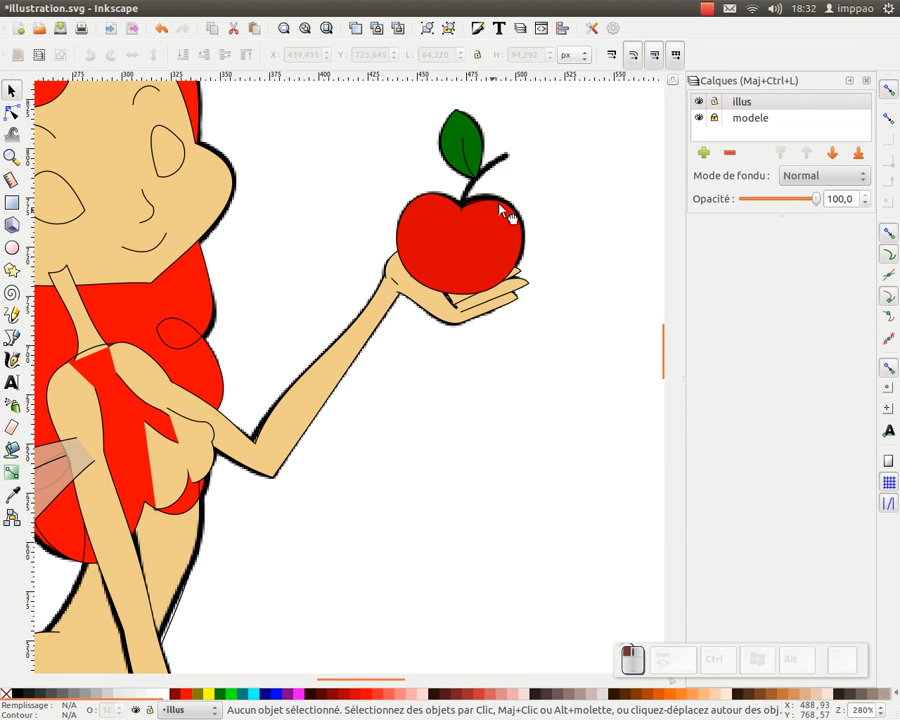 *illustration.svg - Inkscape
18:32 imppao
X: 439,435 Y: 725,645 L: 64,220 H: 94,292 px
275 300 325 350 375 400 425 450 475 500 525 550
Calques (Maj+Ctrl+L)
illus
modele
Mode de fond : Normal
Opacité : 100,0
Ctrl Alt
Remplissage : N/A
Contour : N/A
O :
•illus
Aucun objet sélectionné. Sélectionnez des objets par Clic, Maj+Clic ou Alt+molette, ou cliquez-déplacez autour des obj.
X: 488,93
Y: 768,57
Z: 280%